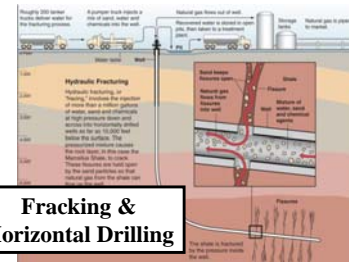 Roughly 200 tanker
trucks deliver water for
the fracturing process.
A pumper truck injects a
mix of sand, water and
chemicals into the well.
Natural gas flows out of well.
Recovered water is stored in open
pits, then taken to a treatment
plant.
Storage
tanks
Natural gas is piped
to market.
Pit
Water table
Well
Hydraulic Fracturing
Hydraulic fracturing, or
"fracing," involves the injection
of more than a million gallons
of water, sand and chemicals
at high pressure down and
across into horizontally drilled
wells as far as 10,000 feet
below the surface. The
pressurized mixture causes
the rock layer, in this case the
Marcellus Shale, to crack.
These fissures are held open
by the sand particles so that
natural gas from the shale can
Sand keeps
fissures open
Shale
Fissure
Natural gas
flows from
fissures
into well
Well
Mixture of
water, sand
and chemical
agents
Fissures
Fracking &
Horizontal Drilling
The shale is fractured
by the pressure inside
the well.